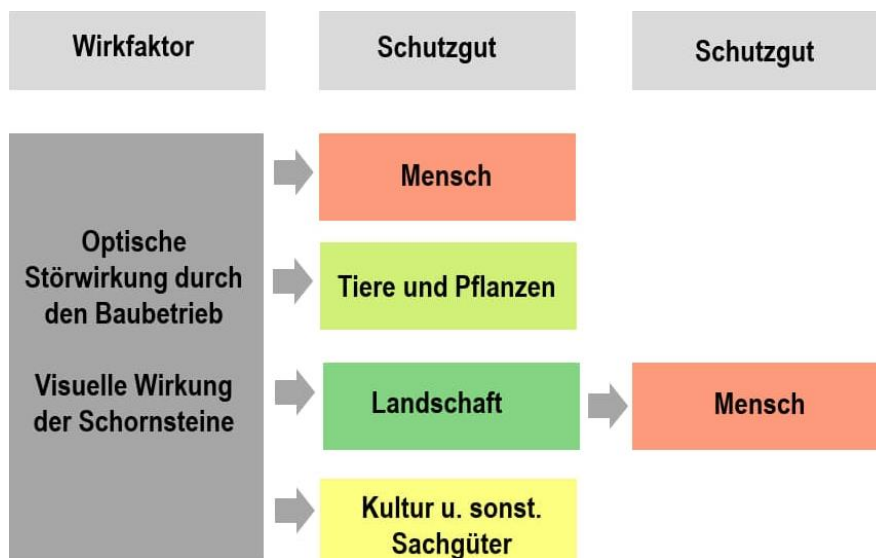 Wirkfaktor
Schutzgut
Schutzgut
Optische
Störwirkung durch
den Baubetrieb
Visuelle Wirkung
der Schornsteine
Mensch
Tiere und Pflanzen
Landschaft
Mensch
Kultur u. sonst.
Sachgüter